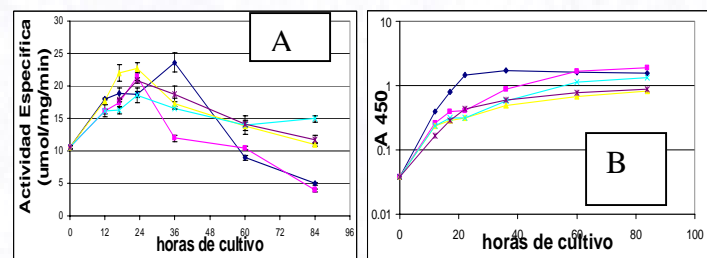 Actividad Específica
(umol/mg/min)
30
25
20
15
10
5
0
A
0 12 24 36 48 60 72 84 96
horas de cultivo
A 450
10
1
0.1
0.01
B
0 20 40 60 80 100
horas de cultivo